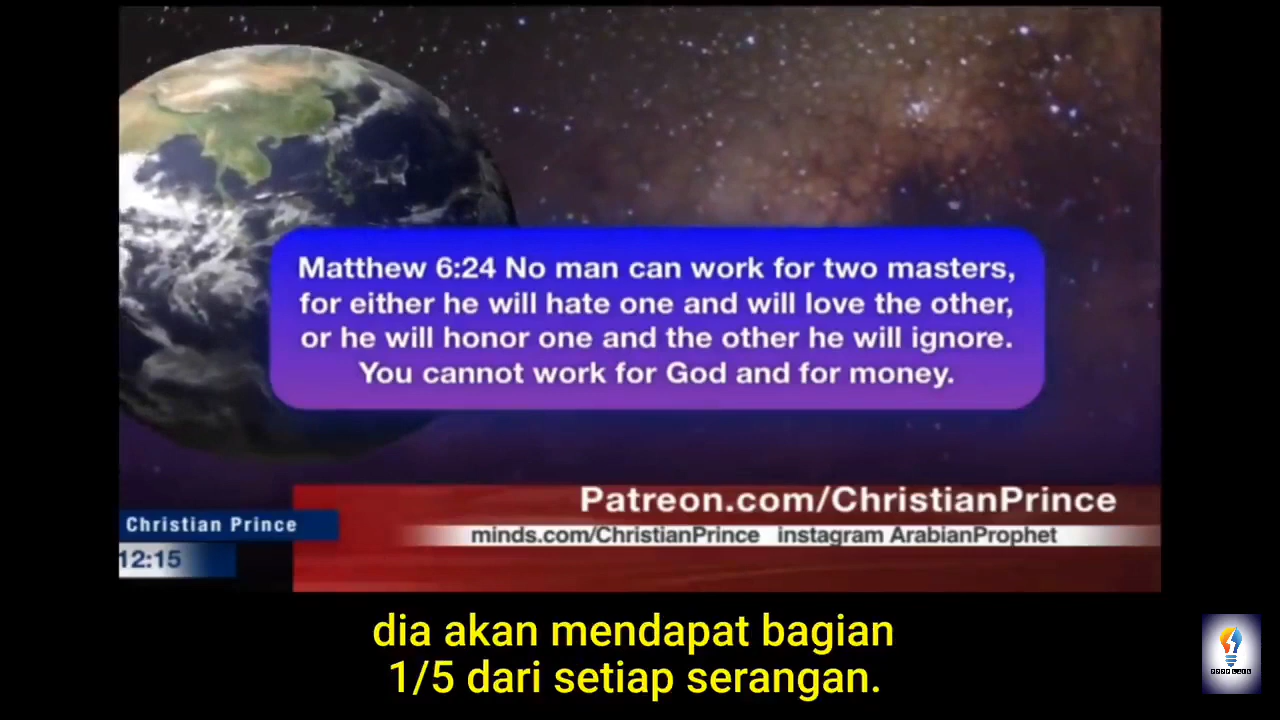 Matthew 6:24 No man can work for two masters,
for either he will hate one and will love the other,
or he will honor one and the other he will ignore.
You cannot work for God and for money.
Patreon.com/ChristianPrince
Christian Prince
minds.com/ChristianPrince instagram ArabianProphet
12:15
dia akan mendapat bagian
1/5 dari setiap serangan.